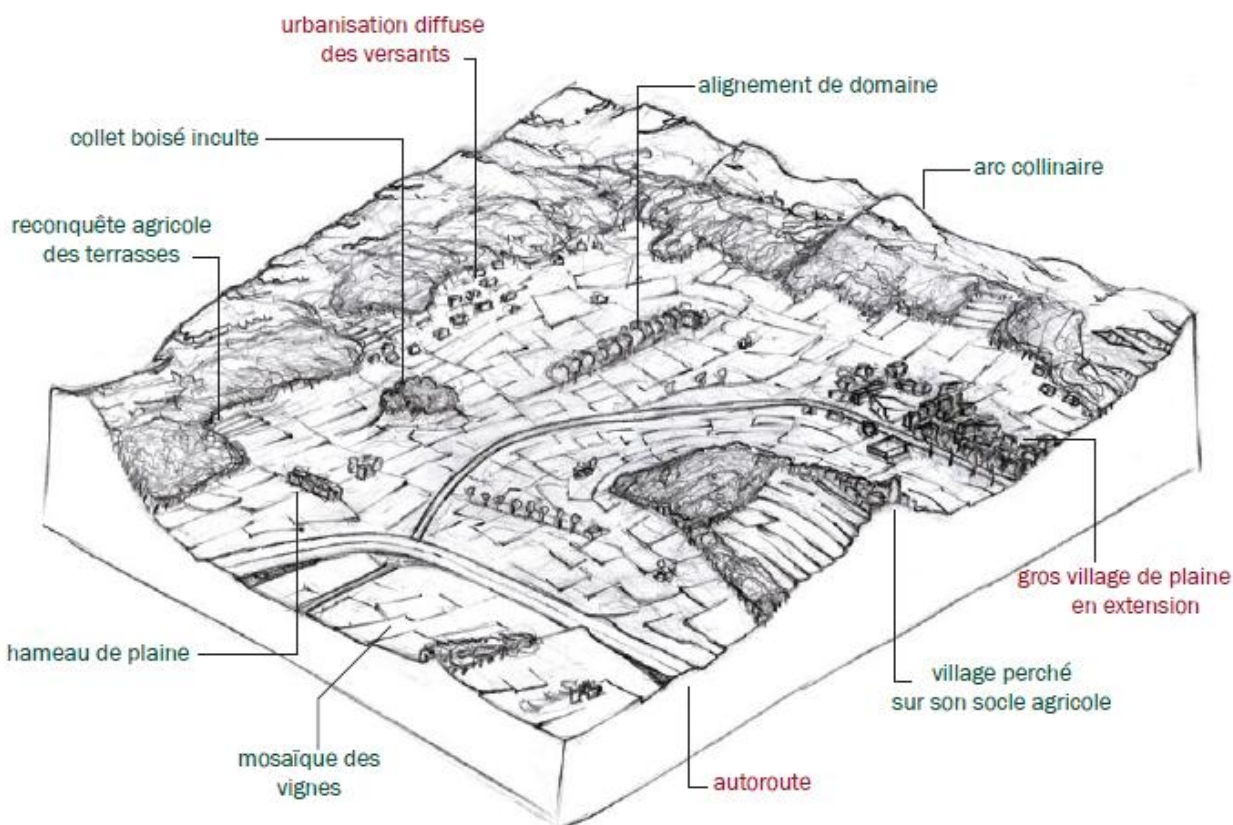 urbanisation diffuse
des versants
alignement de domaine
collet boisé inculte
arc collinaire
reconquête agricole
des terrasses
gros village de plaine
en extension
hameau de plaine
village perché
sur son socle agricole
mosaïque des
vignes
autoroute